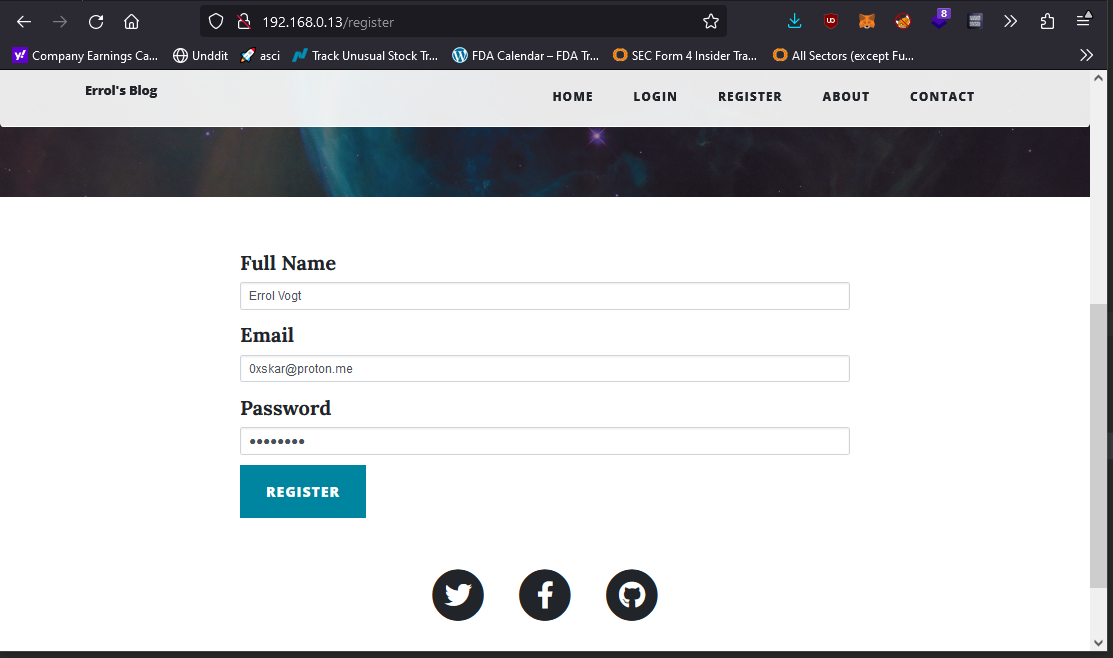 192.168.0.13/register
8
Company Earnings Ca... Unddit asci Track Unusual Stock Tr... FDA Calendar – FDA Tr... SEC Form 4 Insider Tra... All Sectors (except Fu...
Errol's Blog HOME LOGIN REGISTER ABOUT CONTACT
Full Name
Errol Vogt
Email
0xskar@proton.me
Password
••••••••
REGISTER